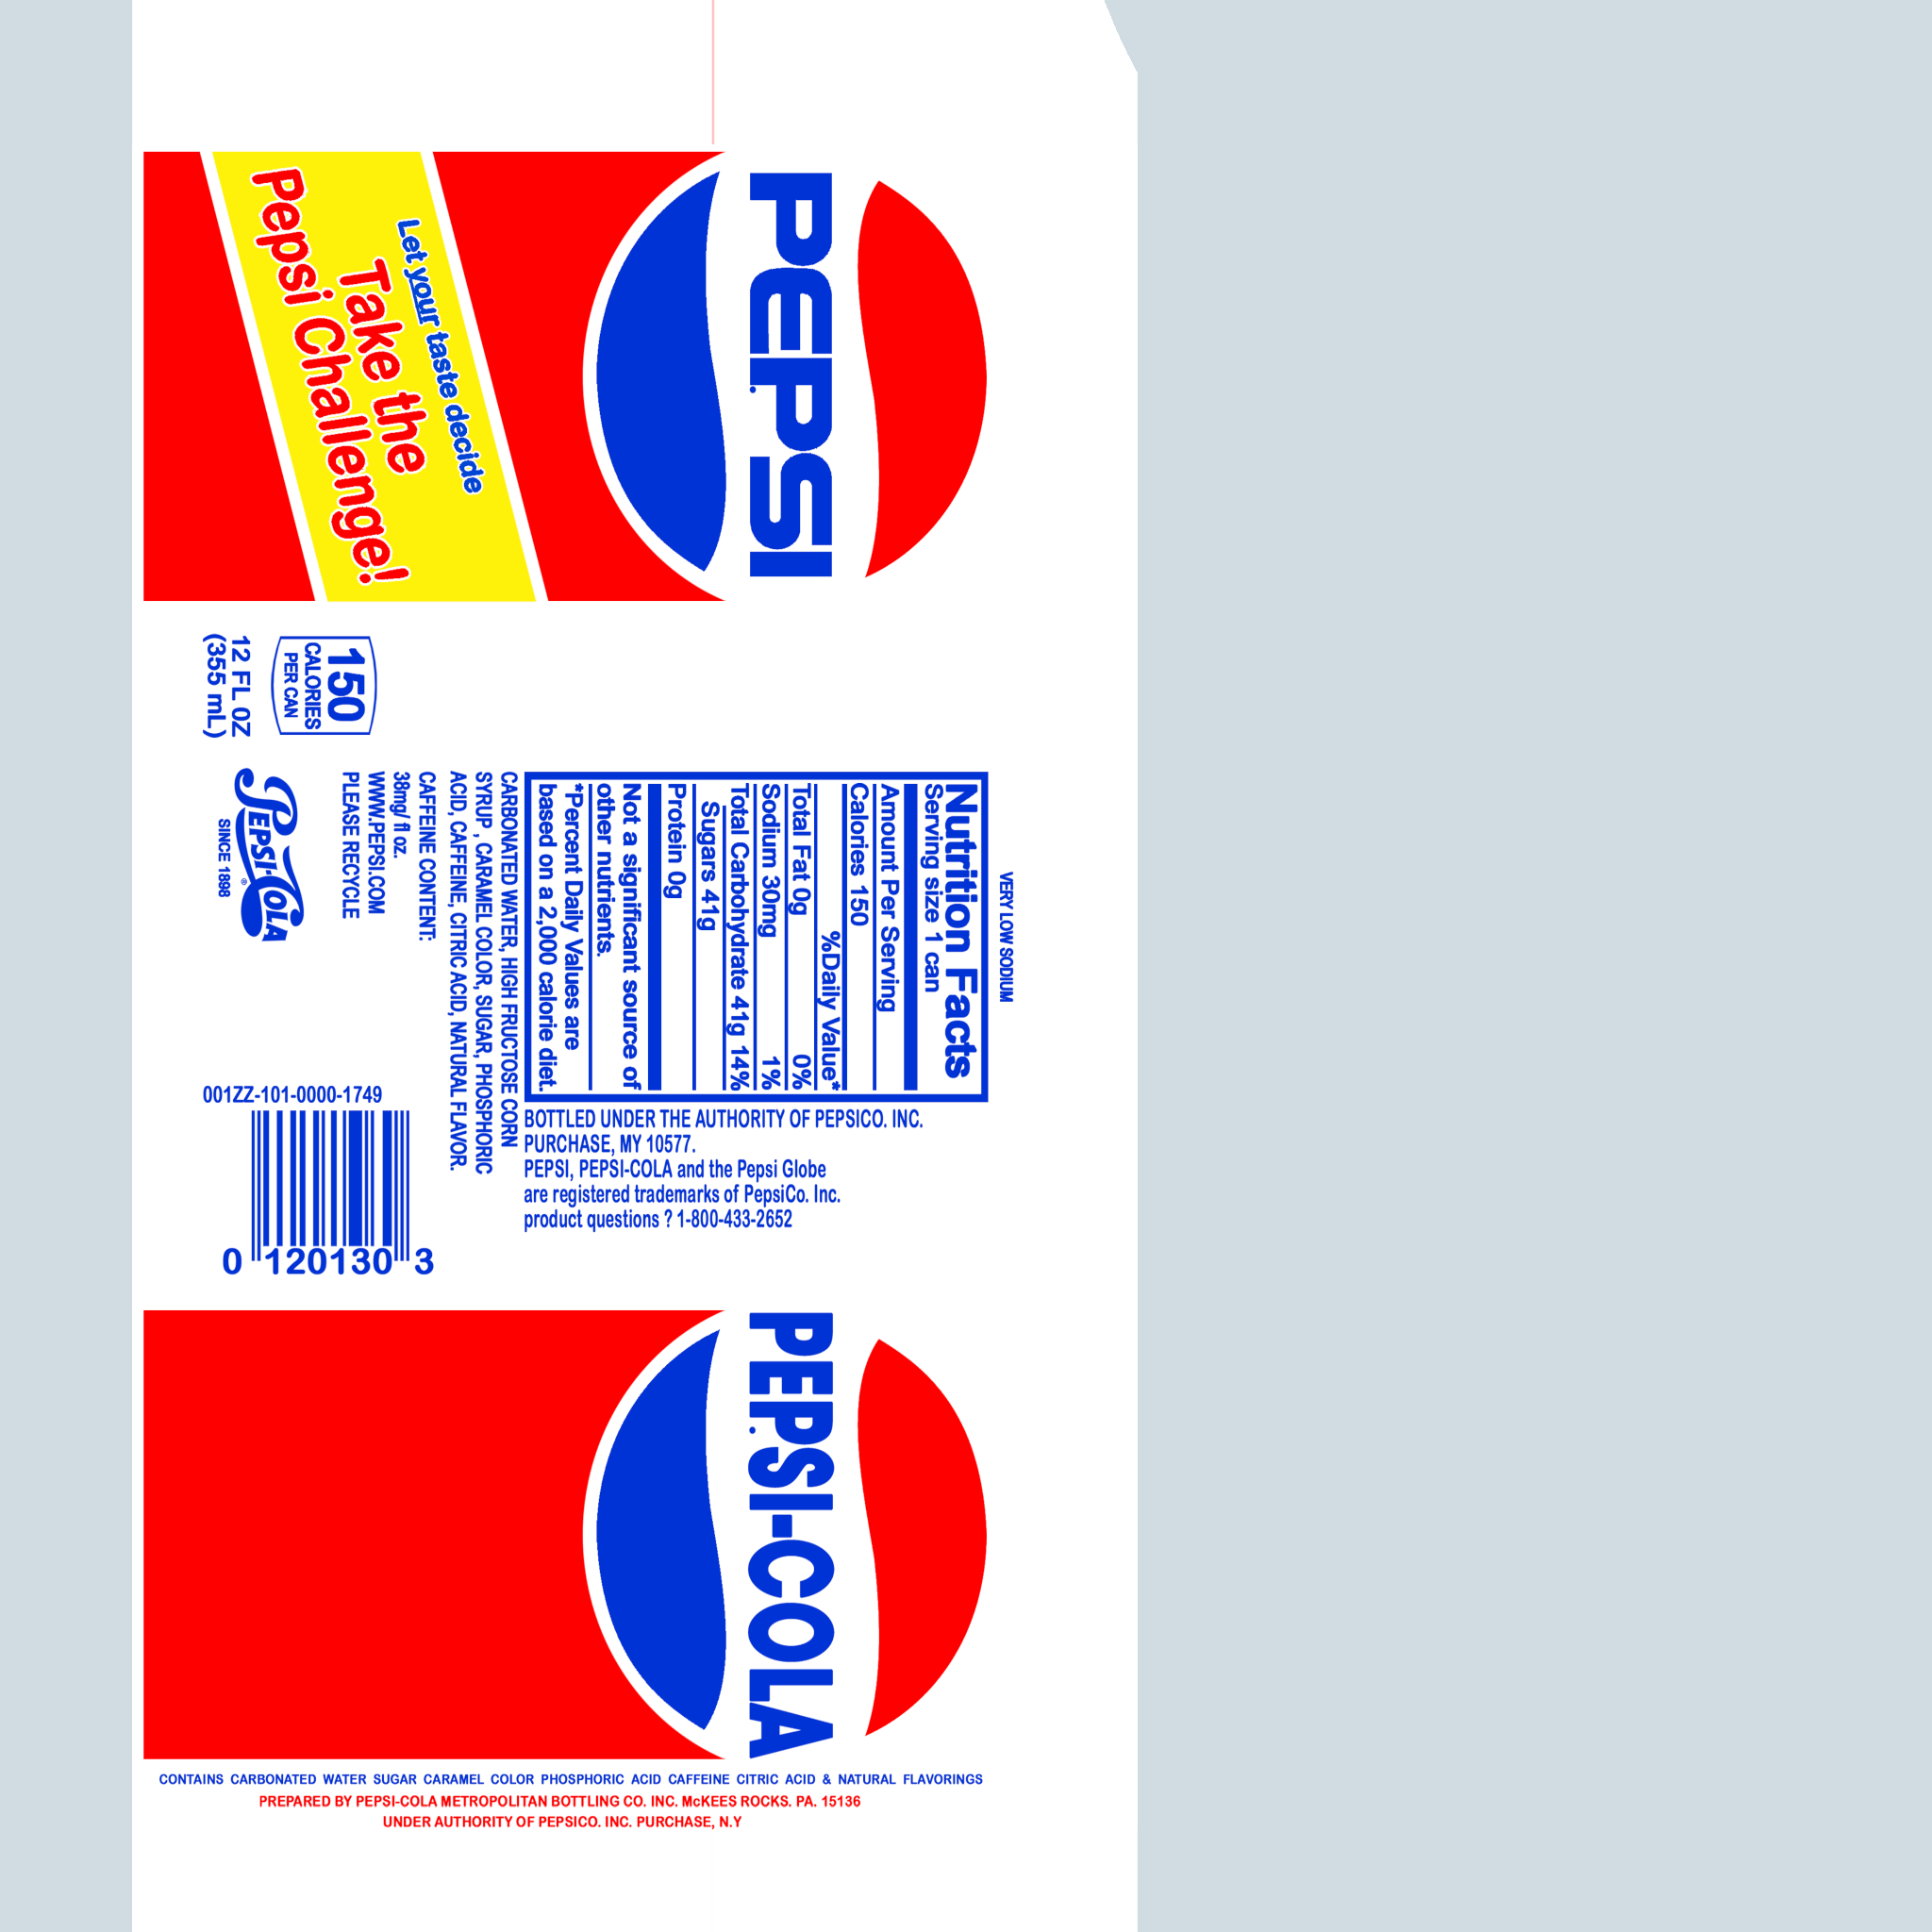 PEPSI
Let your taste decide
Take the
Pepsi Challenge!
150
CALORIES
PER CAN
12 FL OZ
(355 mL)
VERY LOW SODIUM
Nutrition Facts
Serving size 1 can
Amount Per Serving
Calories 150
%Daily Value*
Total Fat 0g 0%
Sodium 30mg 1%
Total Carbohydrate 41g 14%
Sugars 41g
Protein 0g
Not a significant source of
other nutrients.
*Percent Daily Values are
based on a 2,000 calorie diet.
CARBONATED WATER, HIGH FRUCTOSE CORN
SYRUP , CARAMEL COLOR, SUGAR, PHOSPHORIC
ACID, CAFFEINE, CITRIC ACID, NATURAL FLAVOR.
CAFFEINE CONTENT:
38mg/ fl oz.
WWW.PEPSI.COM
PLEASE RECYCLE
PEPSI-COLA®
SINCE 1898
BOTTLED UNDER THE AUTHORITY OF PEPSICO. INC.
PURCHASE, MY 10577.
PEPSI, PEPSI-COLA and the Pepsi Globe
are registered trademarks of PepsiCo. Inc.
product questions ? 1-800-433-2652
001ZZ-101-0000-1749
0 120130 3
PEPSI-COLA
CONTAINS CARBONATED WATER SUGAR CARAMEL COLOR PHOSPHORIC ACID CAFFEINE CITRIC ACID & NATURAL FLAVORINGS
PREPARED BY PEPSI-COLA METROPOLITAN BOTTLING CO. INC. McKEES ROCKS. PA. 15136
UNDER AUTHORITY OF PEPSICO. INC. PURCHASE, N.Y